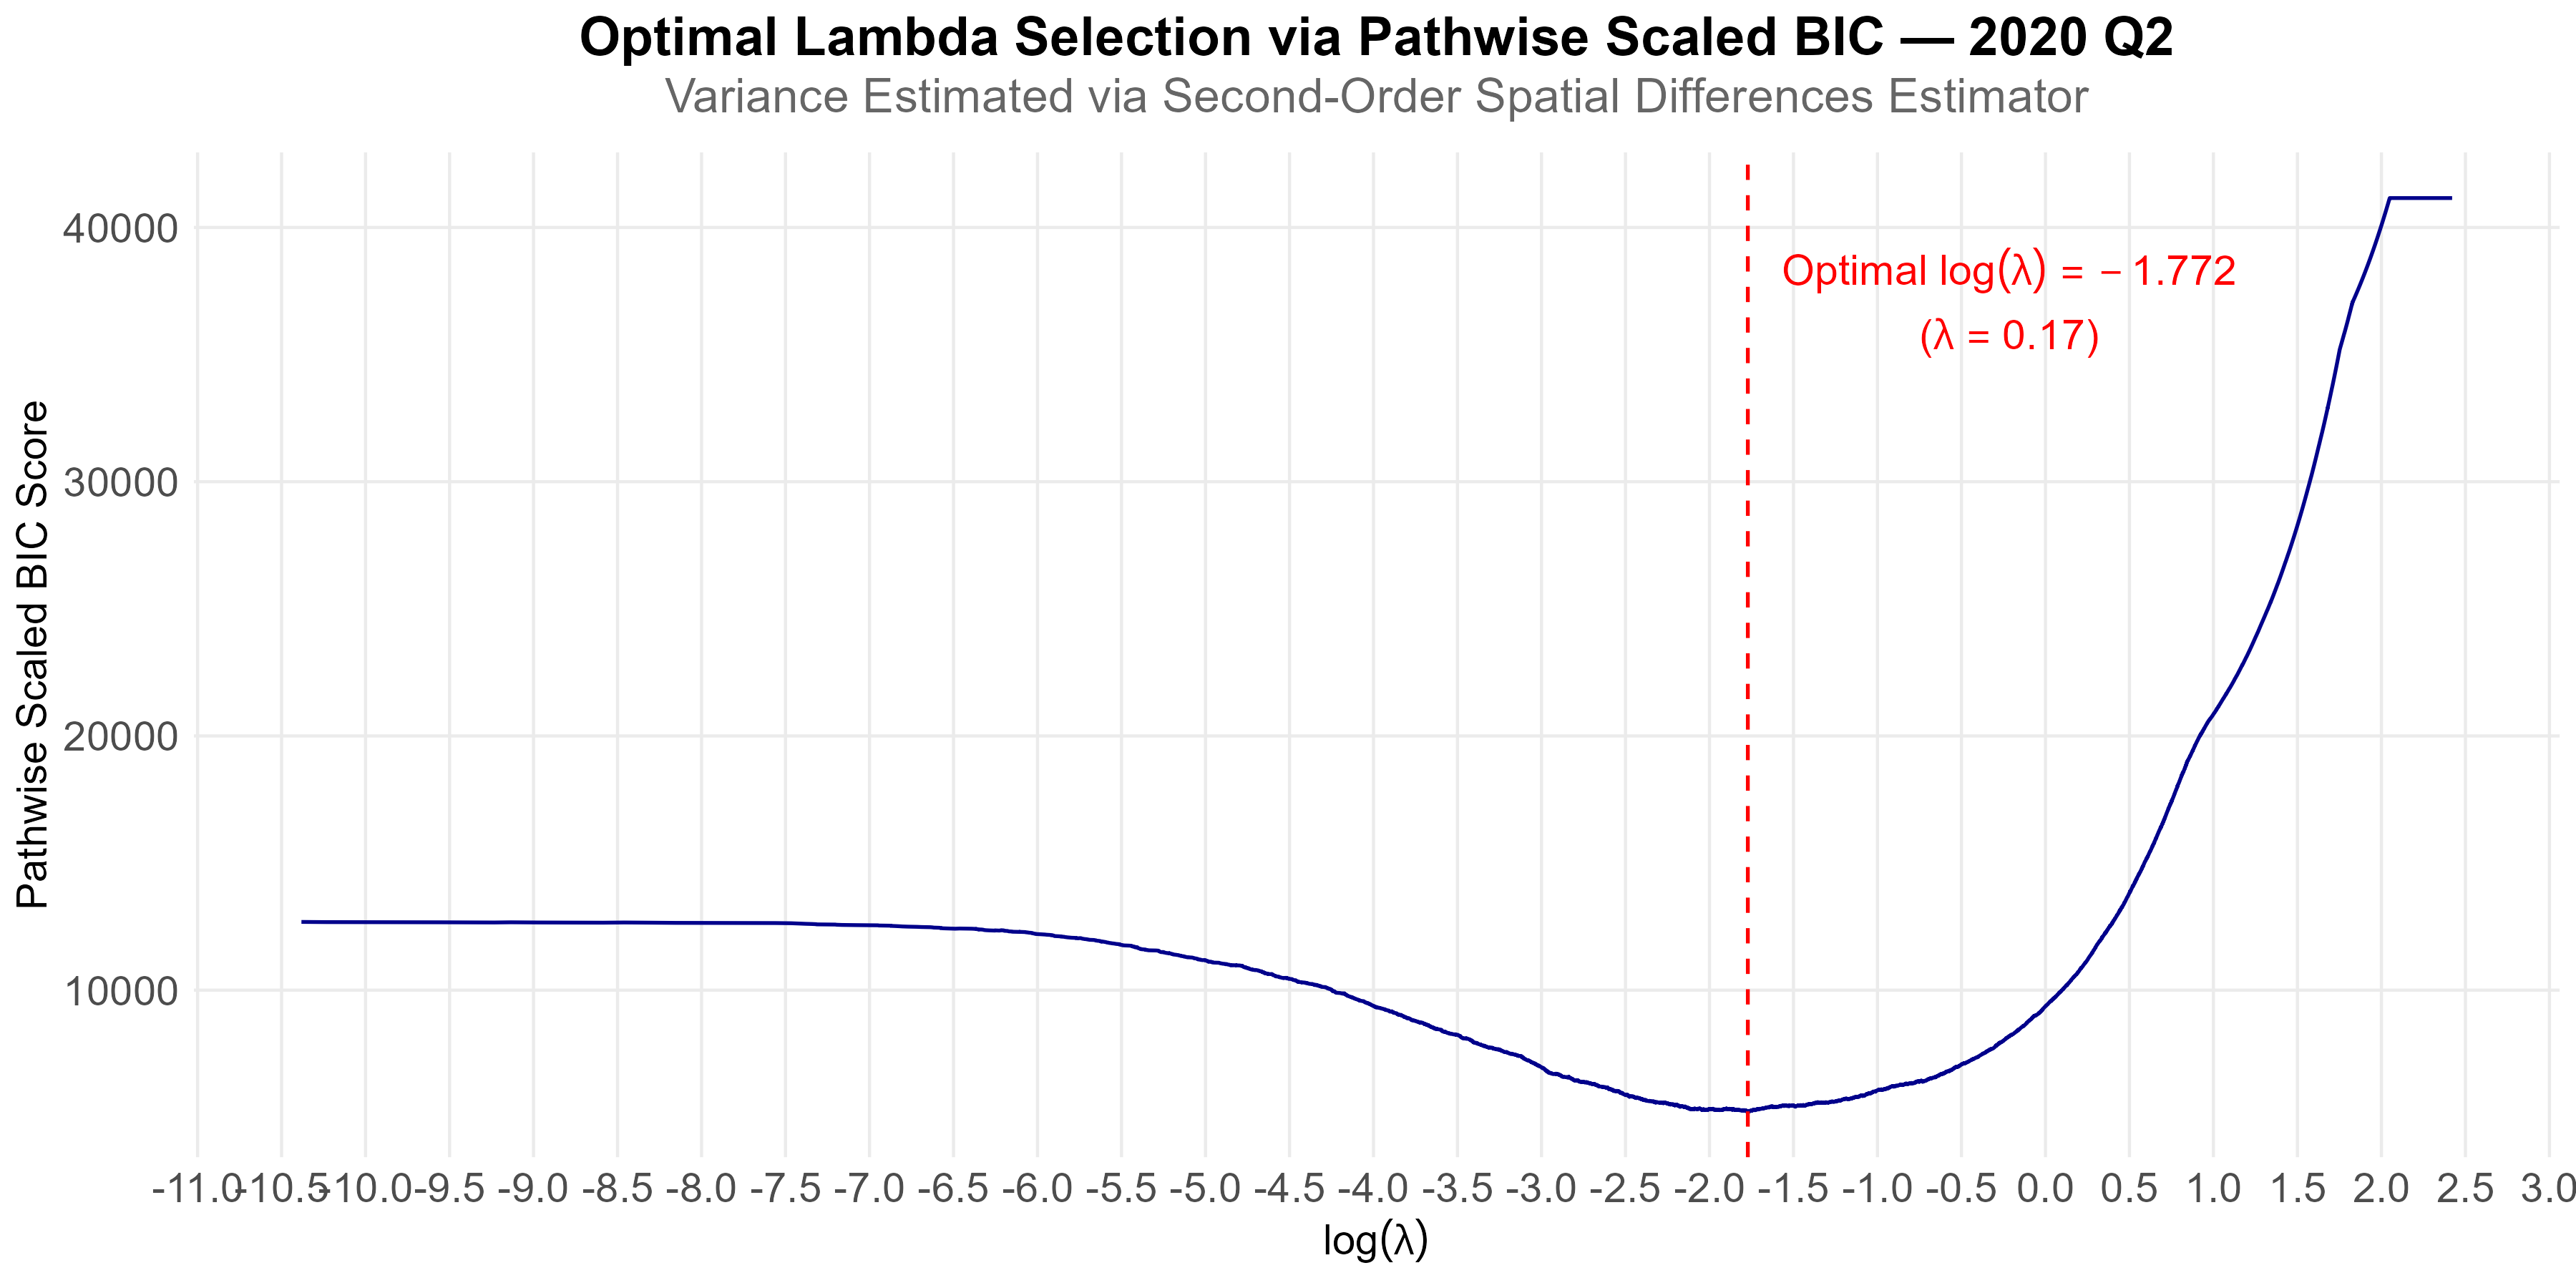 Optimal Lambda Selection via Pathwise Scaled BIC — 2020 Q2
Variance Estimated via Second-Order Spatial Differences Estimator
Pathwise Scaled BIC Score
40000
30000
20000
10000
Optimal log(λ) = − 1.772
(λ = 0.17)
-11.0 -10.5 -10.0 -9.5 -9.0 -8.5 -8.0 -7.5 -7.0 -6.5 -6.0 -5.5 -5.0 -4.5 -4.0 -3.5 -3.0 -2.5 -2.0 -1.5 -1.0 -0.5 0.0 0.5 1.0 1.5 2.0 2.5 3.0
log(λ)